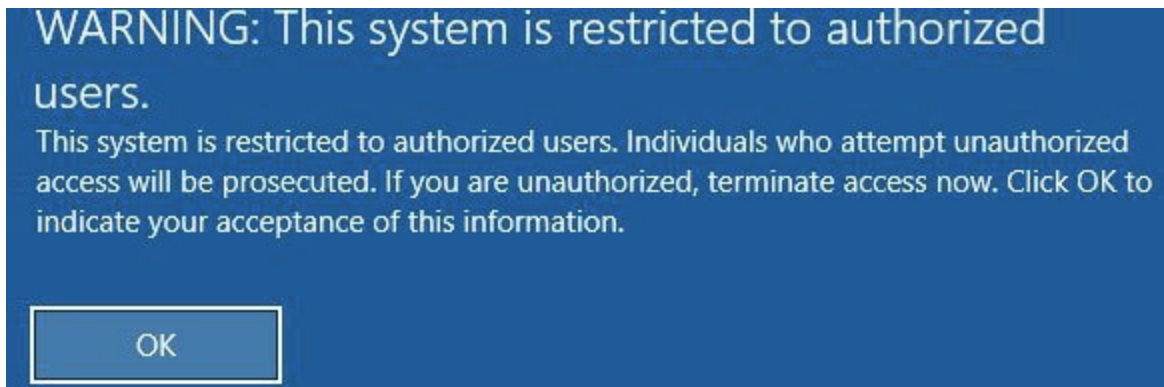 WARNING: This system is restricted to authorized
users.
This system is restricted to authorized users. Individuals who attempt unauthorized
access will be prosecuted. If you are unauthorized, terminate access now. Click OK to
indicate your acceptance of this information.
OK